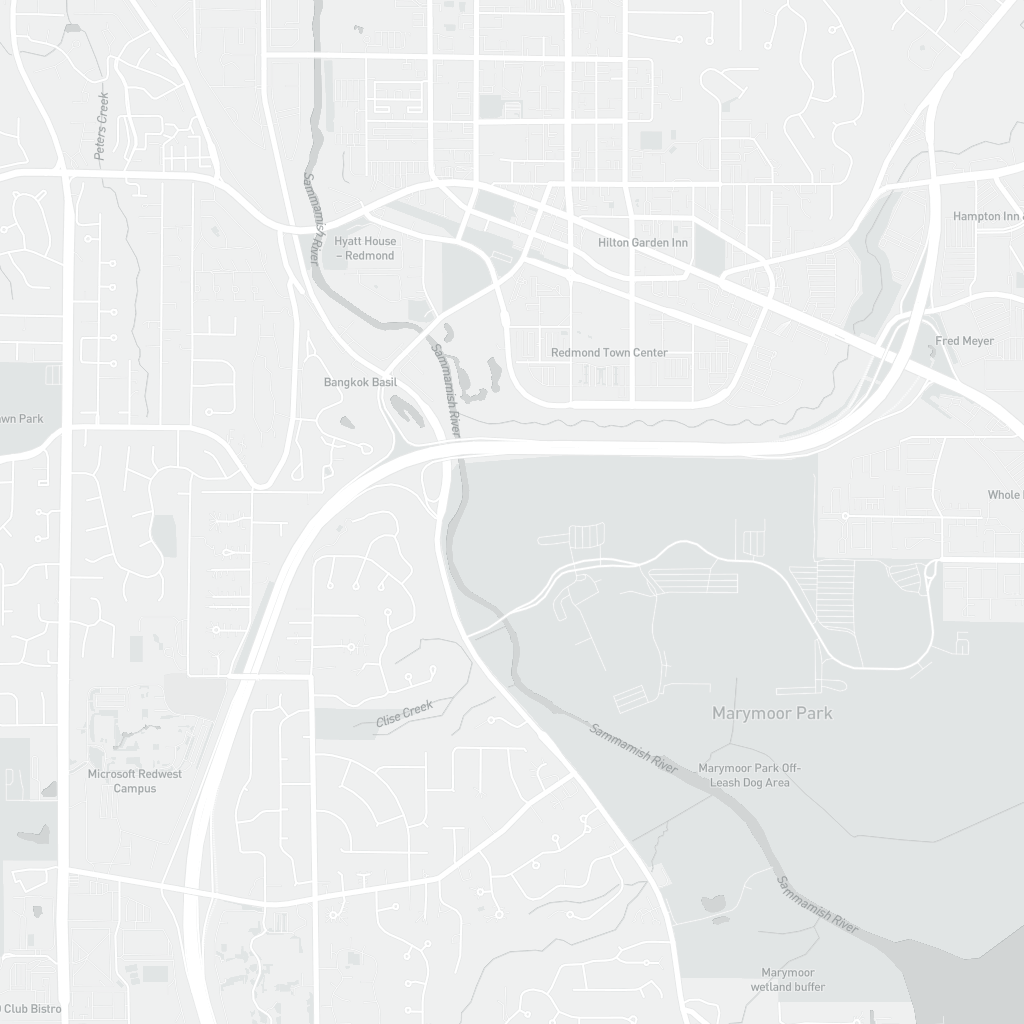 Peters Creek
Sammamish River
Hyatt House
– Redmond
Hilton Garden Inn
Hampton Inn &
Fred Meyer
Redmond Town Center
Bangkok Basil
Sammamish River
awn Park
Whole
Marymoor Park
Clise Creek
Sammamish River
Marymoor Park Off-
Leash Dog Area
Microsoft Redwest
Campus
Sammamish River
Marymoor
wetland buffer
Club Bistro